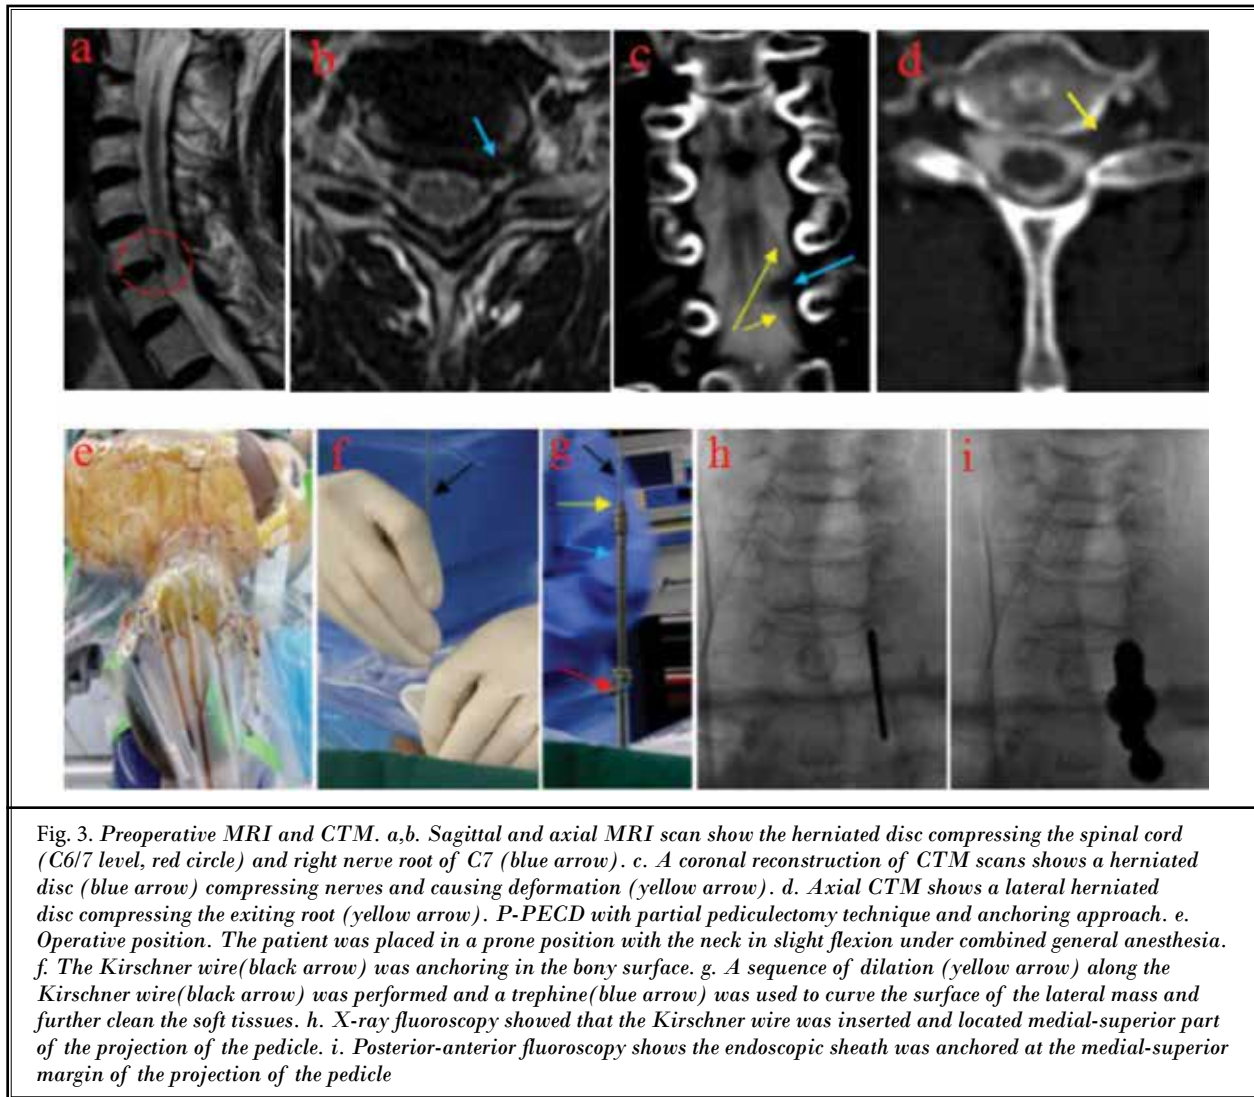 a
b
c
d
e
f
g
h
i
Fig. 3. Preoperative MRI and CTM. a,b. Sagittal and axial MRI scan show the herniated disc compressing the spinal cord
(C6/7 level, red circle) and right nerve root of C7 (blue arrow). c. A coronal reconstruction of CTM scans shows a herniated
disc (blue arrow) compressing nerves and causing deformation (yellow arrow). d. Axial CTM shows a lateral herniated
disc compressing the exiting root (yellow arrow). P-PECD with partial pediculectomy technique and anchoring approach. e.
Operative position. The patient was placed in a prone position with the neck in slight flexion under combined general anesthesia.
f. The Kirschner wire(black arrow) was anchoring in the bony surface. g. A sequence of dilation (yellow arrow) along the
Kirschner wire(black arrow) was performed and a trephine(blue arrow) was used to curve the surface of the lateral mass and
further clean the soft tissues. h. X-ray fluoroscopy showed that the Kirschner wire was inserted and located medial-superior part
of the projection of the pedicle. i. Posterior-anterior fluoroscopy shows the endoscopic sheath was anchored at the medial-superior
margin of the projection of the pedicle